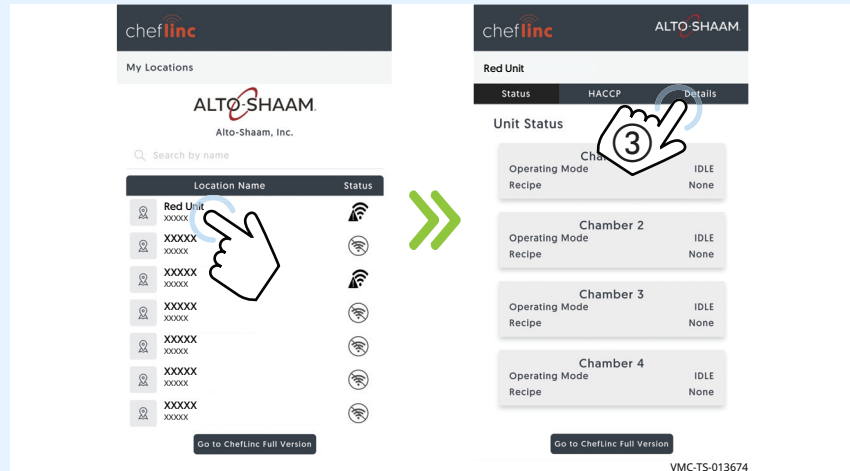 cheflinc
My Locations
ALTO-SHAAM.
Alto-Shaam, Inc.
Search by name
Location Name Status
Red Unit
xxxxx
XXXXX
xxxxx
XXXXX
xxxxx
XXXXX
xxxxx
XXXXX
xxxxx
XXXXX
xxxxx
XXXXX
xxxxx
Go to ChefLinc Full Version
cheflinc ALTO-SHAAM.
Red Unit
Status HACCP Details
3
Unit Status
Operating Mode IDLE
Recipe None
Chamber 2
Operating Mode IDLE
Recipe None
Chamber 3
Operating Mode IDLE
Recipe None
Chamber 4
Operating Mode IDLE
Recipe None
Go to ChefLinc Full Version
VMC-TS-013674